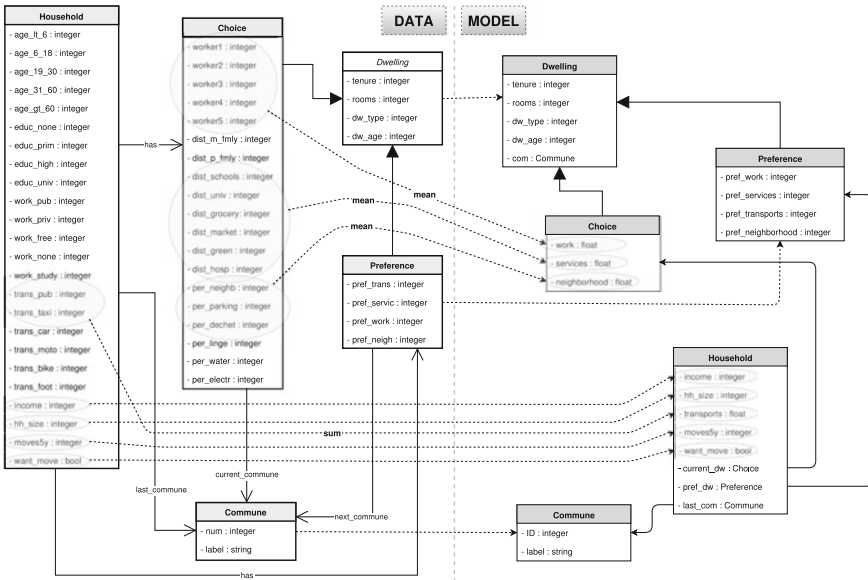 DATA
MODEL
Household
- age_lt_6 : integer
- age_6_18 : integer
- age_19_30 : integer
- age_31_60 : integer
- age_gt_60 : integer
- educ_none : integer
- educ_prim : integer
- educ_high : integer
- educ_univ : integer
- work_pub : integer
- work_priv : integer
- work_free : integer
- work_none : integer
- work_study : integer
- trans_pub : integer
- trans_taxi : integer
- trans_car : integer
- trans_moto : integer
- trans_bike : integer
- trans_foot : integer
- income : integer
- hh_size : integer
- moves5y : integer
- want_move : bool
has
Choice
- worker1 : integer
- worker2 : integer
- worker3 : integer
- worker4 : integer
- worker5 : integer
- dist_m_fmly : integer
- dist_p_fmly : integer
- dist_schools : integer
- dist_univ : integer
- dist_grocery : integer
- dist_market : integer
- dist_green : integer
- dist_hosp : integer
- per_neighb : integer
- per_parking : integer
- per_dechet : integer
- per_linge : integer
- per_water : integer
- per_electr : integer
Dwelling
- tenure : integer
- rooms : integer
- dw_type : integer
- dw_age : integer
mean
mean
mean
Preference
- pref_trans : integer
- pref_servic : integer
- pref_work : integer
- pref_neigh : integer
sum
current_commune
last_commune
next_commune
Commune
- num : integer
- label : string
has
Dwelling
- tenure : integer
- rooms : integer
- dw_type : integer
- dw_age : integer
- com : Commune
Preference
- pref_work : integer
- pref_services : integer
- pref_transports : integer
- pref_neighborhood : integer
Choice
- work : float
- services : float
- neighborhood : float
Household
- income : integer
- hh_size : integer
- transports : float
- moves5y : integer
- want_move : bool
- current_dw : Choice
- pref_dw : Preference
- last_com : Commune
Commune
- ID : integer
- label : string